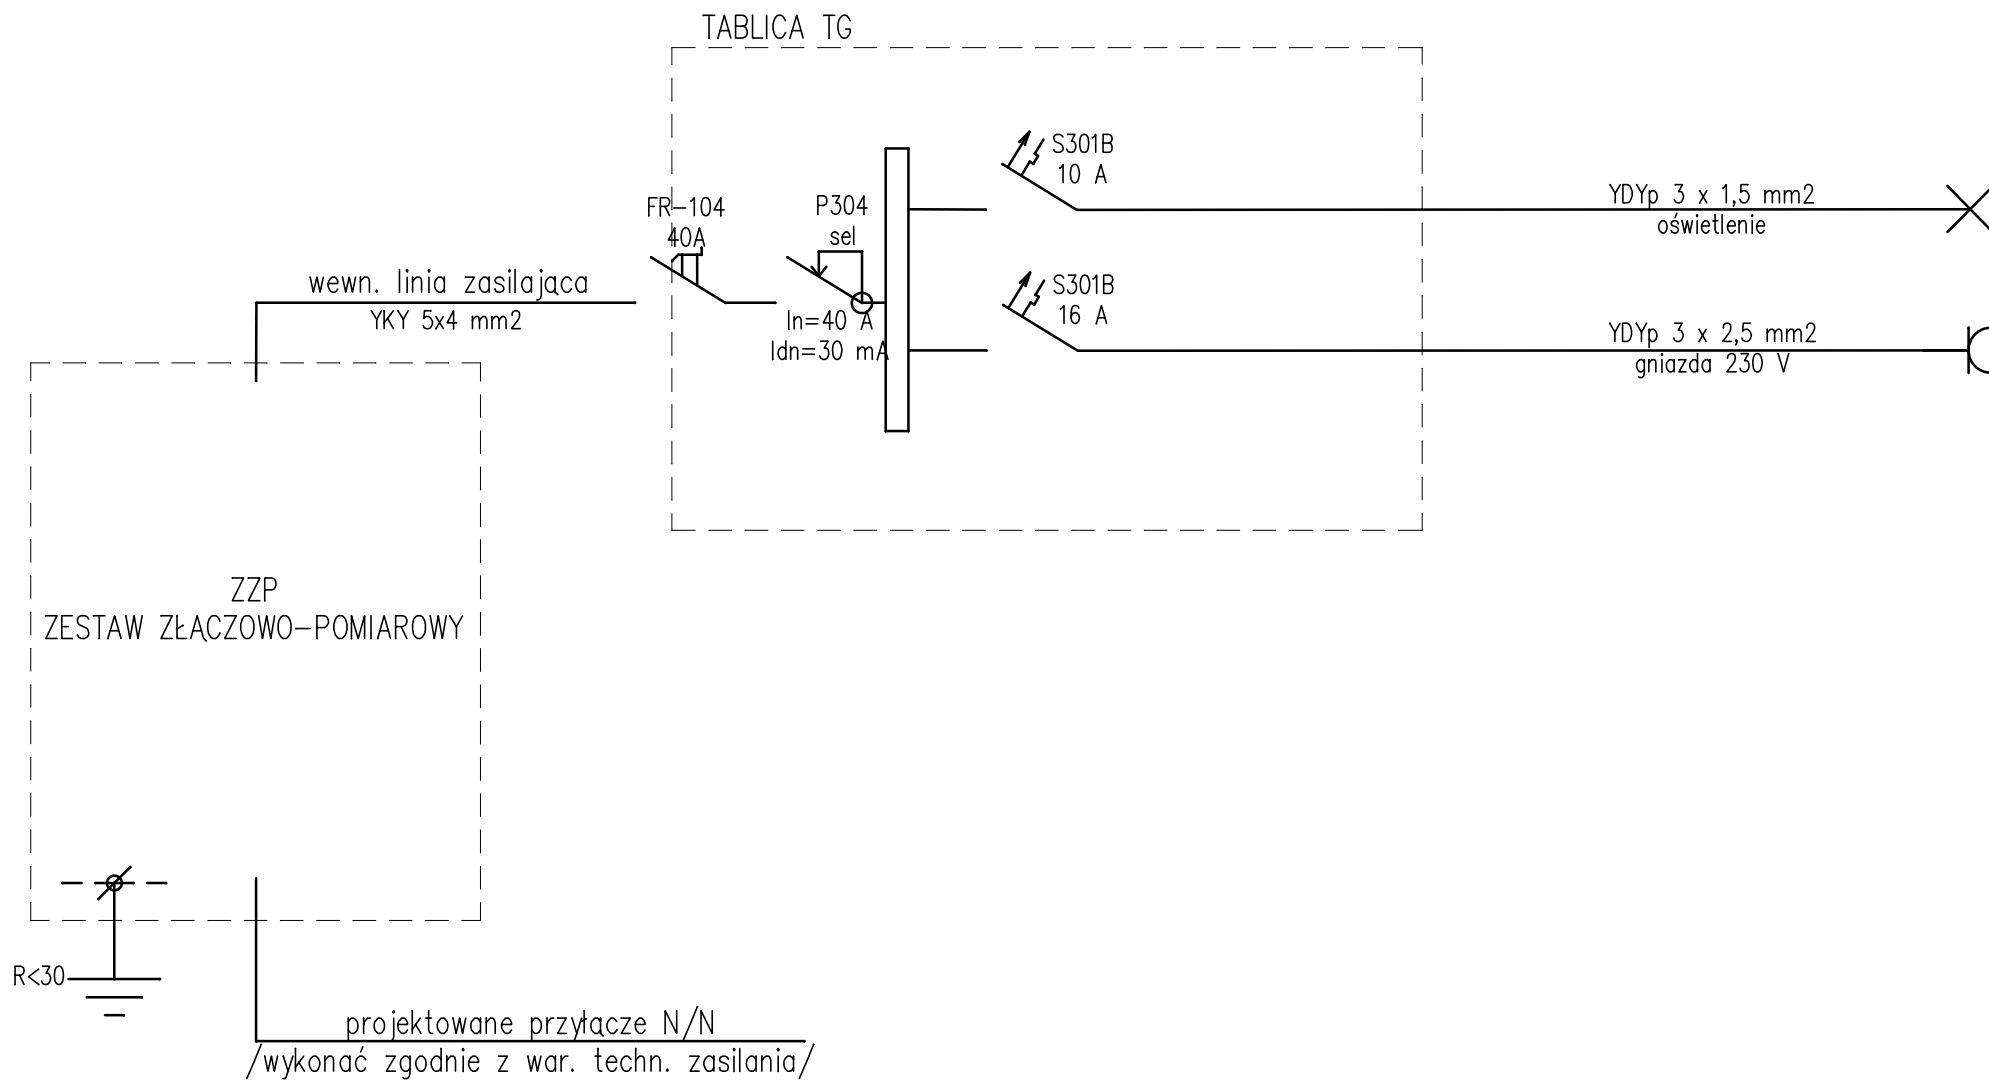 TABLICA TG
S301B
10 A
YDYp 3 x 1,5 mm2
oświetlenie
FR-104
40A
P304
sel
wewn. linia zasilająca
YKY 5x4 mm2
In=40 A
Idn=30 mA
S301B
16 A
YDYp 3 x 2,5 mm2
gniazda 230 V
ZZP
ZESTAW ZŁĄCZOWO-POMIAROWY
R<30
projektowane przyłącze N/N
/wykonać zgodnie z war. techn. zasilania/